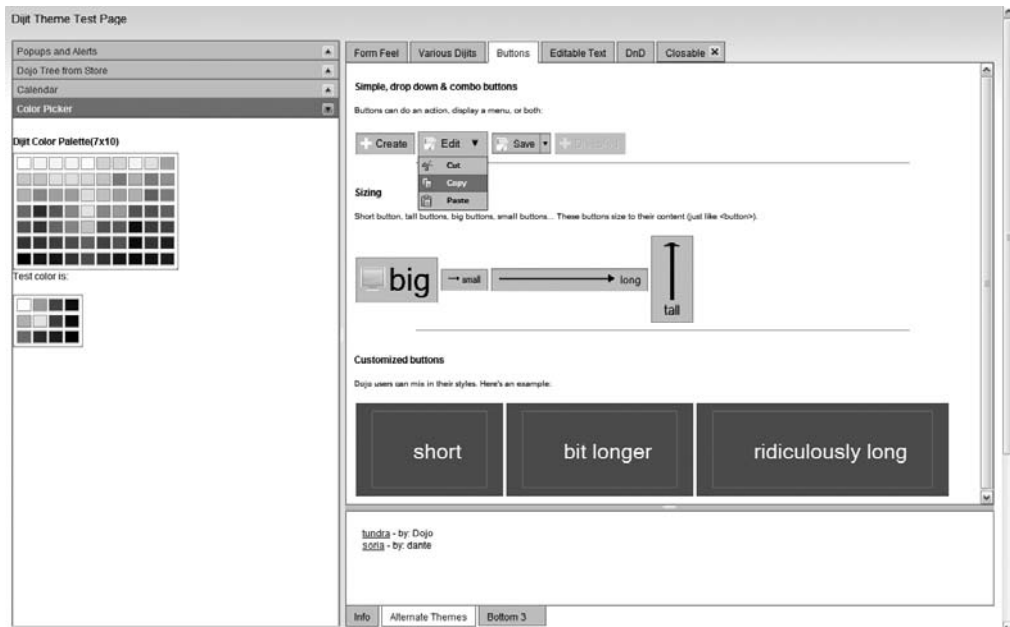 Dijit Theme Test Page
Popups and Alerts
Dojo Tree from Store
Calendar
Color Picker
Dijit Color Palette(7x10)
Test color is:
Form Feel
Various Dijits
Buttons
Editable Text
DnD
Closable
Simple, drop down & combo buttons
Buttons can do an action, display a menu, or both:
Create
Edit
Save
Cut
Copy
Paste
Sizing
Short button, tall buttons, big buttons, small buttons... These buttons size to their content (just like <button>).
big
small
long
tall
Customized buttons
Dojo users can mix in their styles. Here's an example:
short
bit longer
ridiculously long
tundra - by: Dojo
soria - by: dante
Info
Alternate Themes
Bottom 3